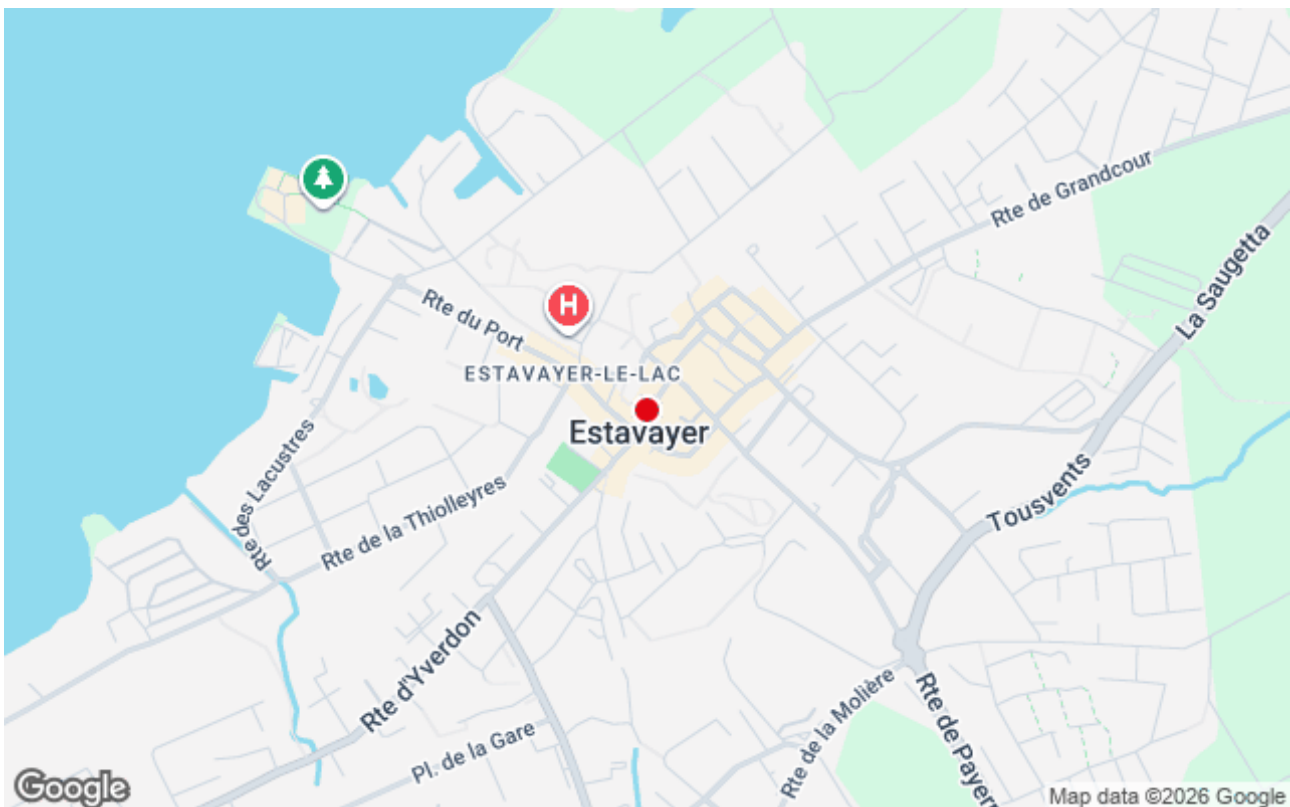 Rte de Grandcour
La Saugetta
Rte du Port
H
ESTAVAYER-LE-LAC
Estavayer
Rte des Lacustres
Rte de la Thiolleyres
Tousvents
Rte d'Yverdon
Rte de la Molière
Rte de Payern
Pl. de la Gare
Google
Map data ©2026 Google